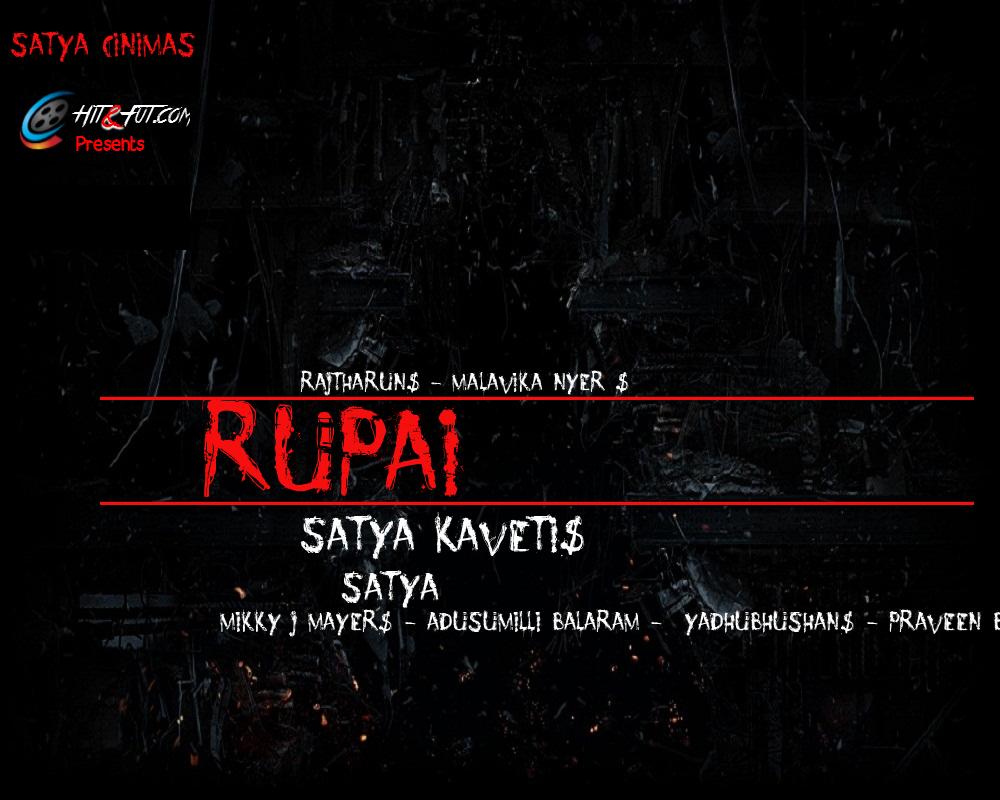 SATYA CINIMAS
HIT&FUT.COM
Presents
RAJTHARUN$ - MALAVIKA NYER $
RUPAI
SATYA KAVETI$
SATYA
MIKKY J MAYER$ - ADUSUMILLI BALARAM - YADHUBHUSHAN$ - PRAVEEN